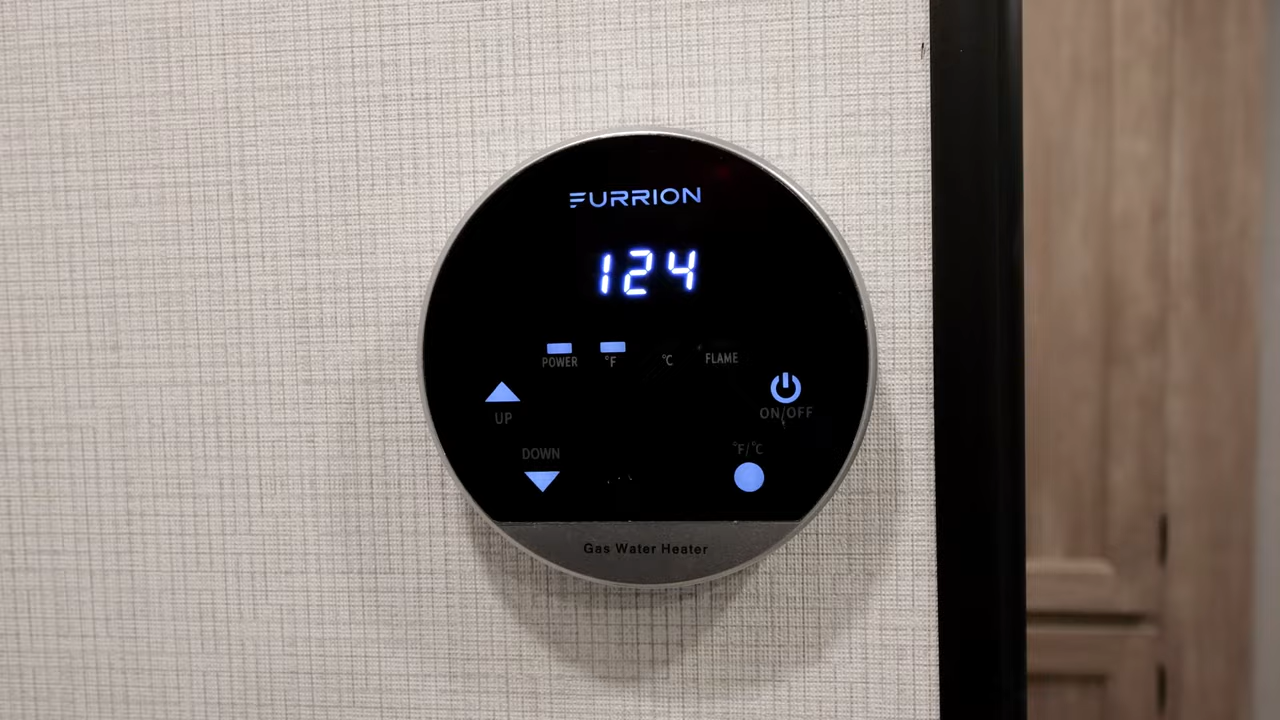 FURRION
124
POWER °F °C FLAME
UP
ON/OFF
DOWN
°F/°C
Gas Water Heater